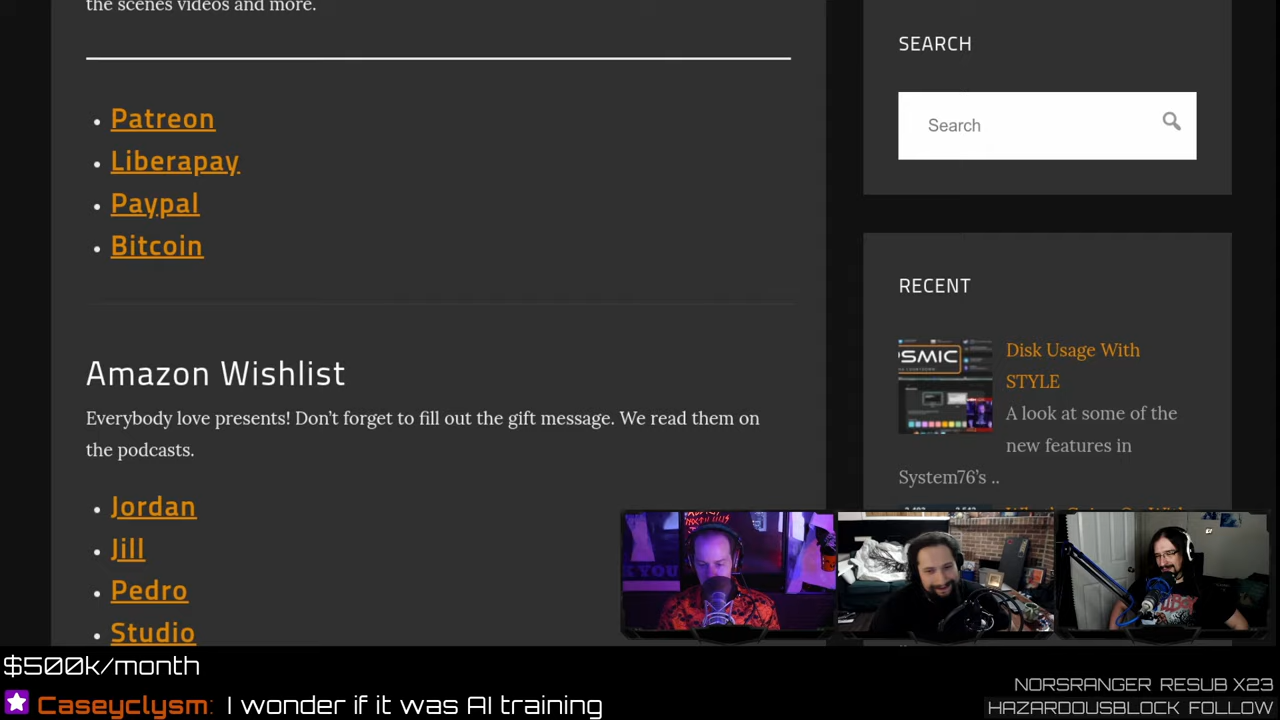 the scenes videos and more.
Patreon
Liberapay
Paypal
Bitcoin
Amazon Wishlist
Everybody love presents! Don't forget to fill out the gift message. We read them on
the podcasts.
Jordan
Jill
Pedro
Studio
SEARCH
Search
RECENT
Disk Usage With
STYLE
A look at some of the
new features in
System76's ..
$500k/month
Caseyclysm: I wonder if it was AI training
NORSRANGER RESUB X23
HAZARDOUSBLOCK FOLLOW